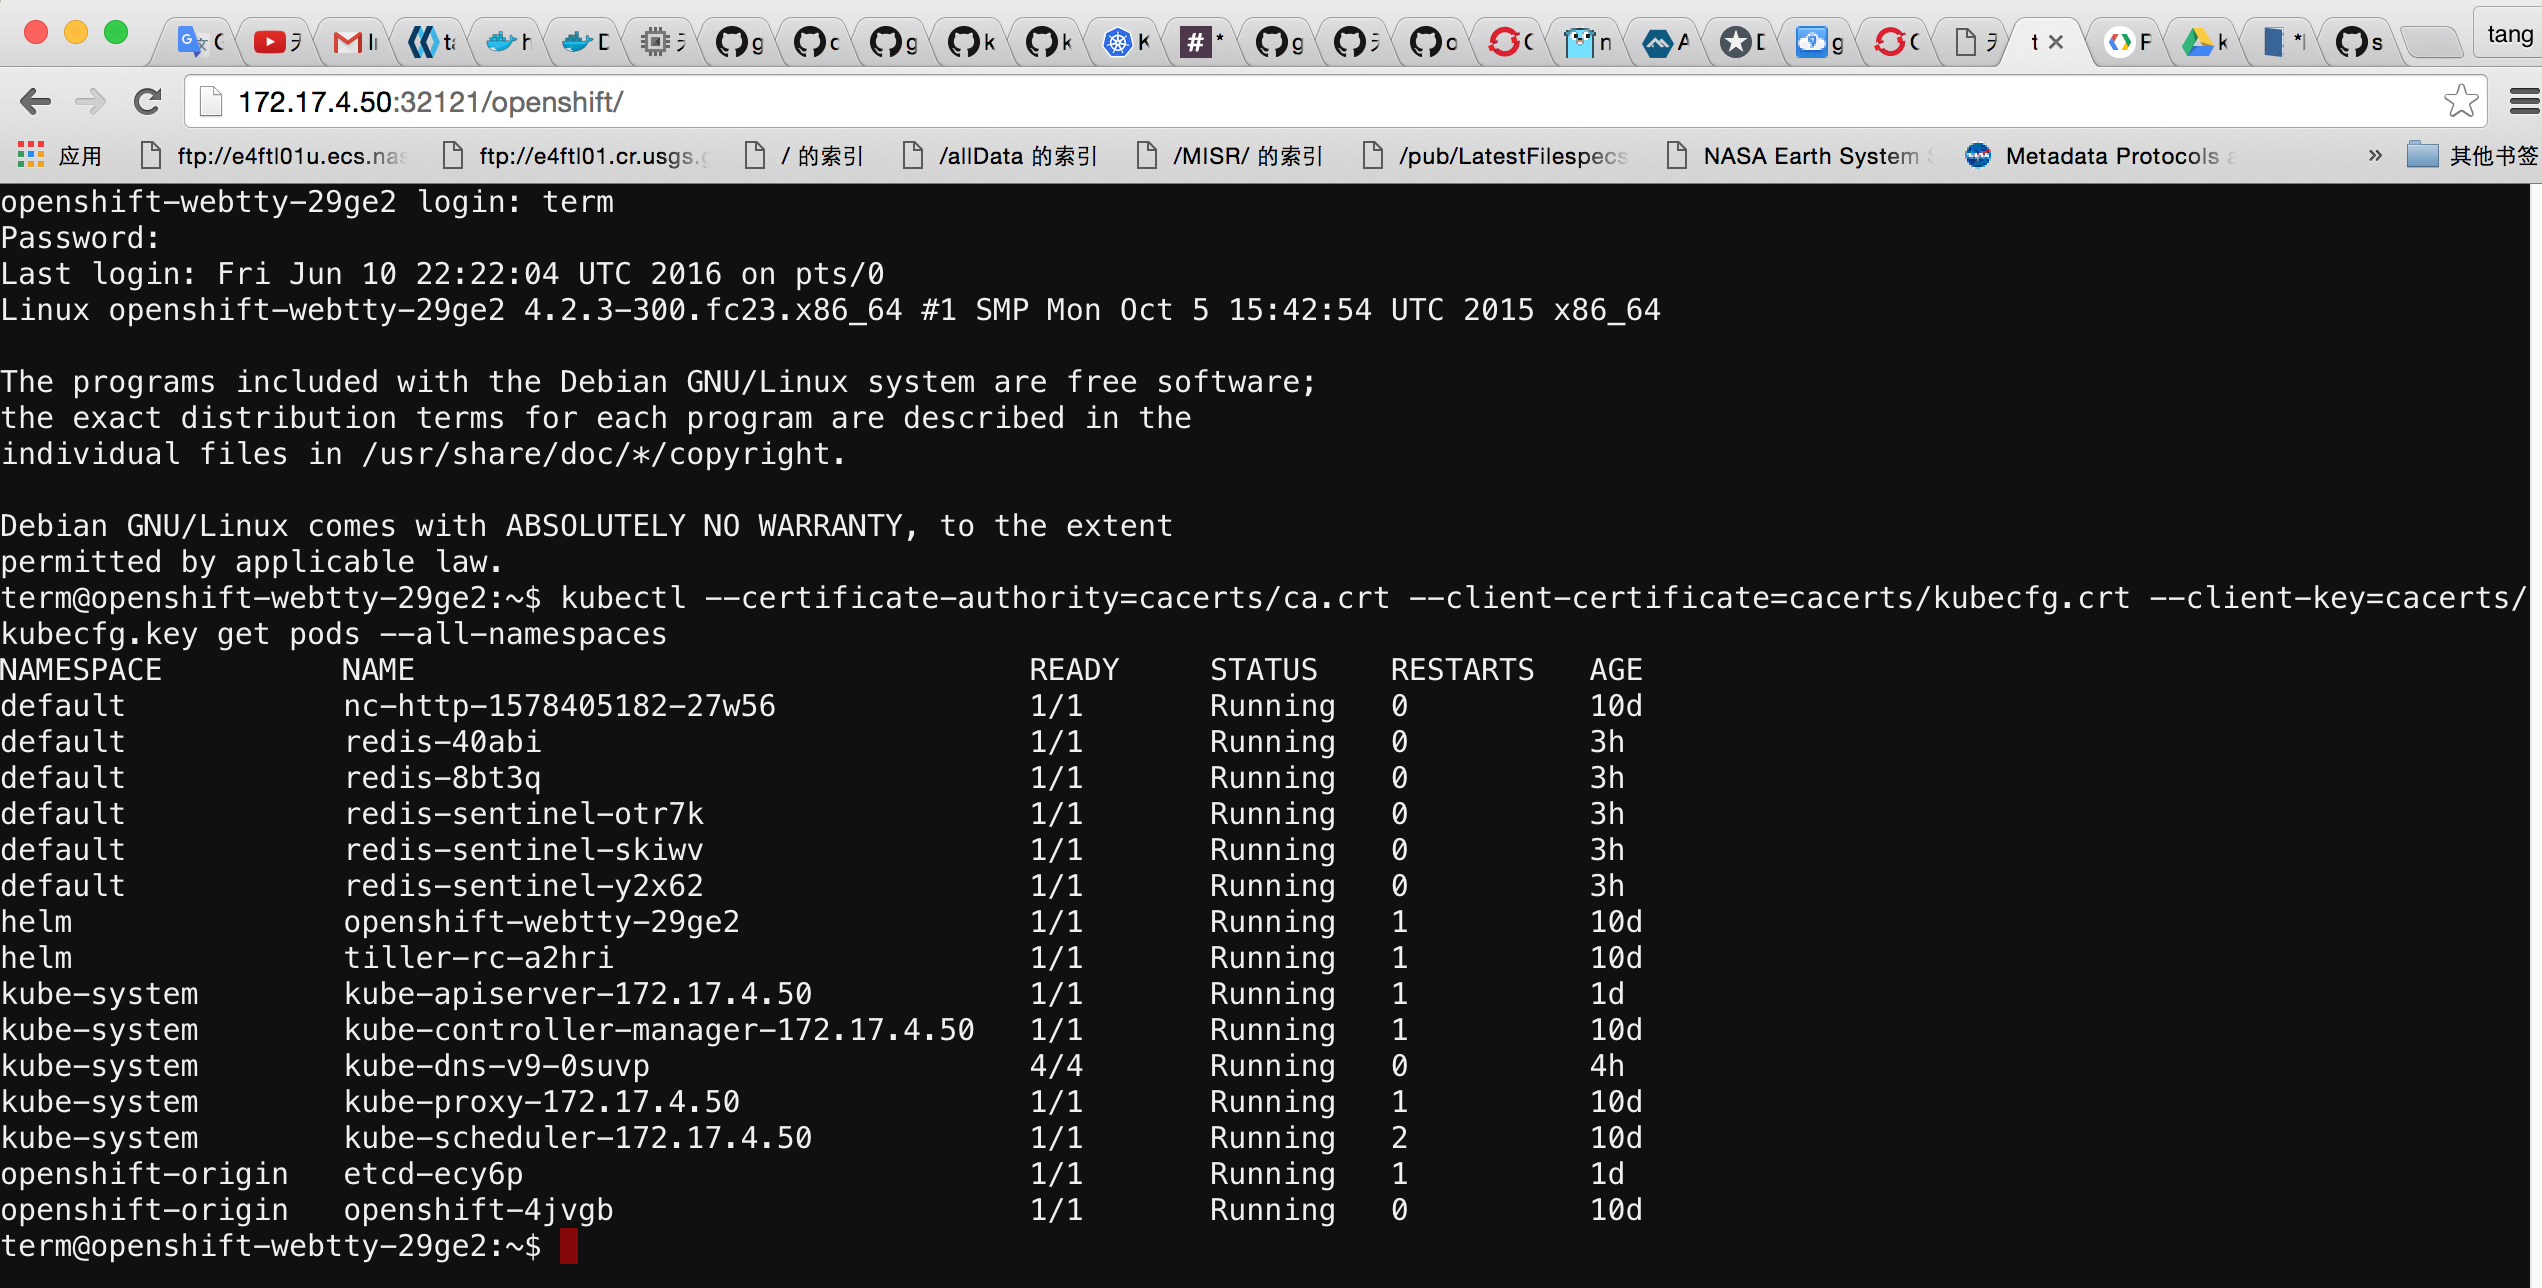 tang
172.17.4.50:32121/openshift/
应用 ftp://e4ftl01u.ecs.nas ftp://e4ftl01.cr.usgs.g / 的索引 /allData 的索引 /MISR/ 的索引 /pub/LatestFilespecs NASA Earth System Metadata Protocols » 其他书签
openshift-webtty-29ge2 login: term
Password:
Last login: Fri Jun 10 22:22:04 UTC 2016 on pts/0
Linux openshift-webtty-29ge2 4.2.3-300.fc23.x86_64 #1 SMP Mon Oct 5 15:42:54 UTC 2015 x86_64
The programs included with the Debian GNU/Linux system are free software;
the exact distribution terms for each program are described in the
individual files in /usr/share/doc/*/copyright.
Debian GNU/Linux comes with ABSOLUTELY NO WARRANTY, to the extent
permitted by applicable law.
term@openshift-webtty-29ge2:~$ kubectl --certificate-authority=cacerts/ca.crt --client-certificate=cacerts/kubecfg.crt --client-key=cacerts/
kubecfg.key get pods --all-namespaces
NAMESPACE NAME READY STATUS RESTARTS AGE
default nc-http-1578405182-27w56 1/1 Running 0 10d
default redis-40abi 1/1 Running 0 3h
default redis-8bt3q 1/1 Running 0 3h
default redis-sentinel-otr7k 1/1 Running 0 3h
default redis-sentinel-skiwv 1/1 Running 0 3h
default redis-sentinel-y2x62 1/1 Running 0 3h
helm openshift-webtty-29ge2 1/1 Running 1 10d
helm tiller-rc-a2hri 1/1 Running 1 10d
kube-system kube-apiserver-172.17.4.50 1/1 Running 1 1d
kube-system kube-controller-manager-172.17.4.50 1/1 Running 1 10d
kube-system kube-dns-v9-0suvp 4/4 Running 0 4h
kube-system kube-proxy-172.17.4.50 1/1 Running 1 10d
kube-system kube-scheduler-172.17.4.50 1/1 Running 2 10d
openshift-origin etcd-ecy6p 1/1 Running 1 1d
openshift-origin openshift-4jvgb 1/1 Running 0 10d
term@openshift-webtty-29ge2:~$